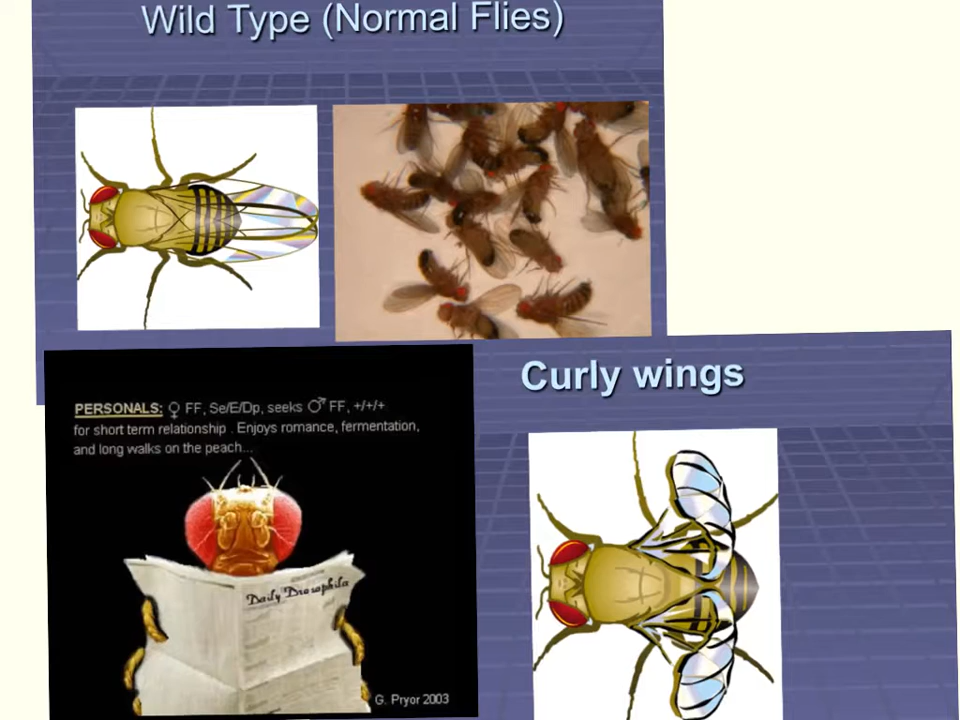 Wild Type (Normal Flies)
Curly wings
PERSONALS: ♀ FF, Se/E/Dp, seeks ♂ FF, +/+/+
for short term relationship . Enjoys romance, fermentation,
and long walks on the peach...
Daily Drosophila
G. Pryor 2003